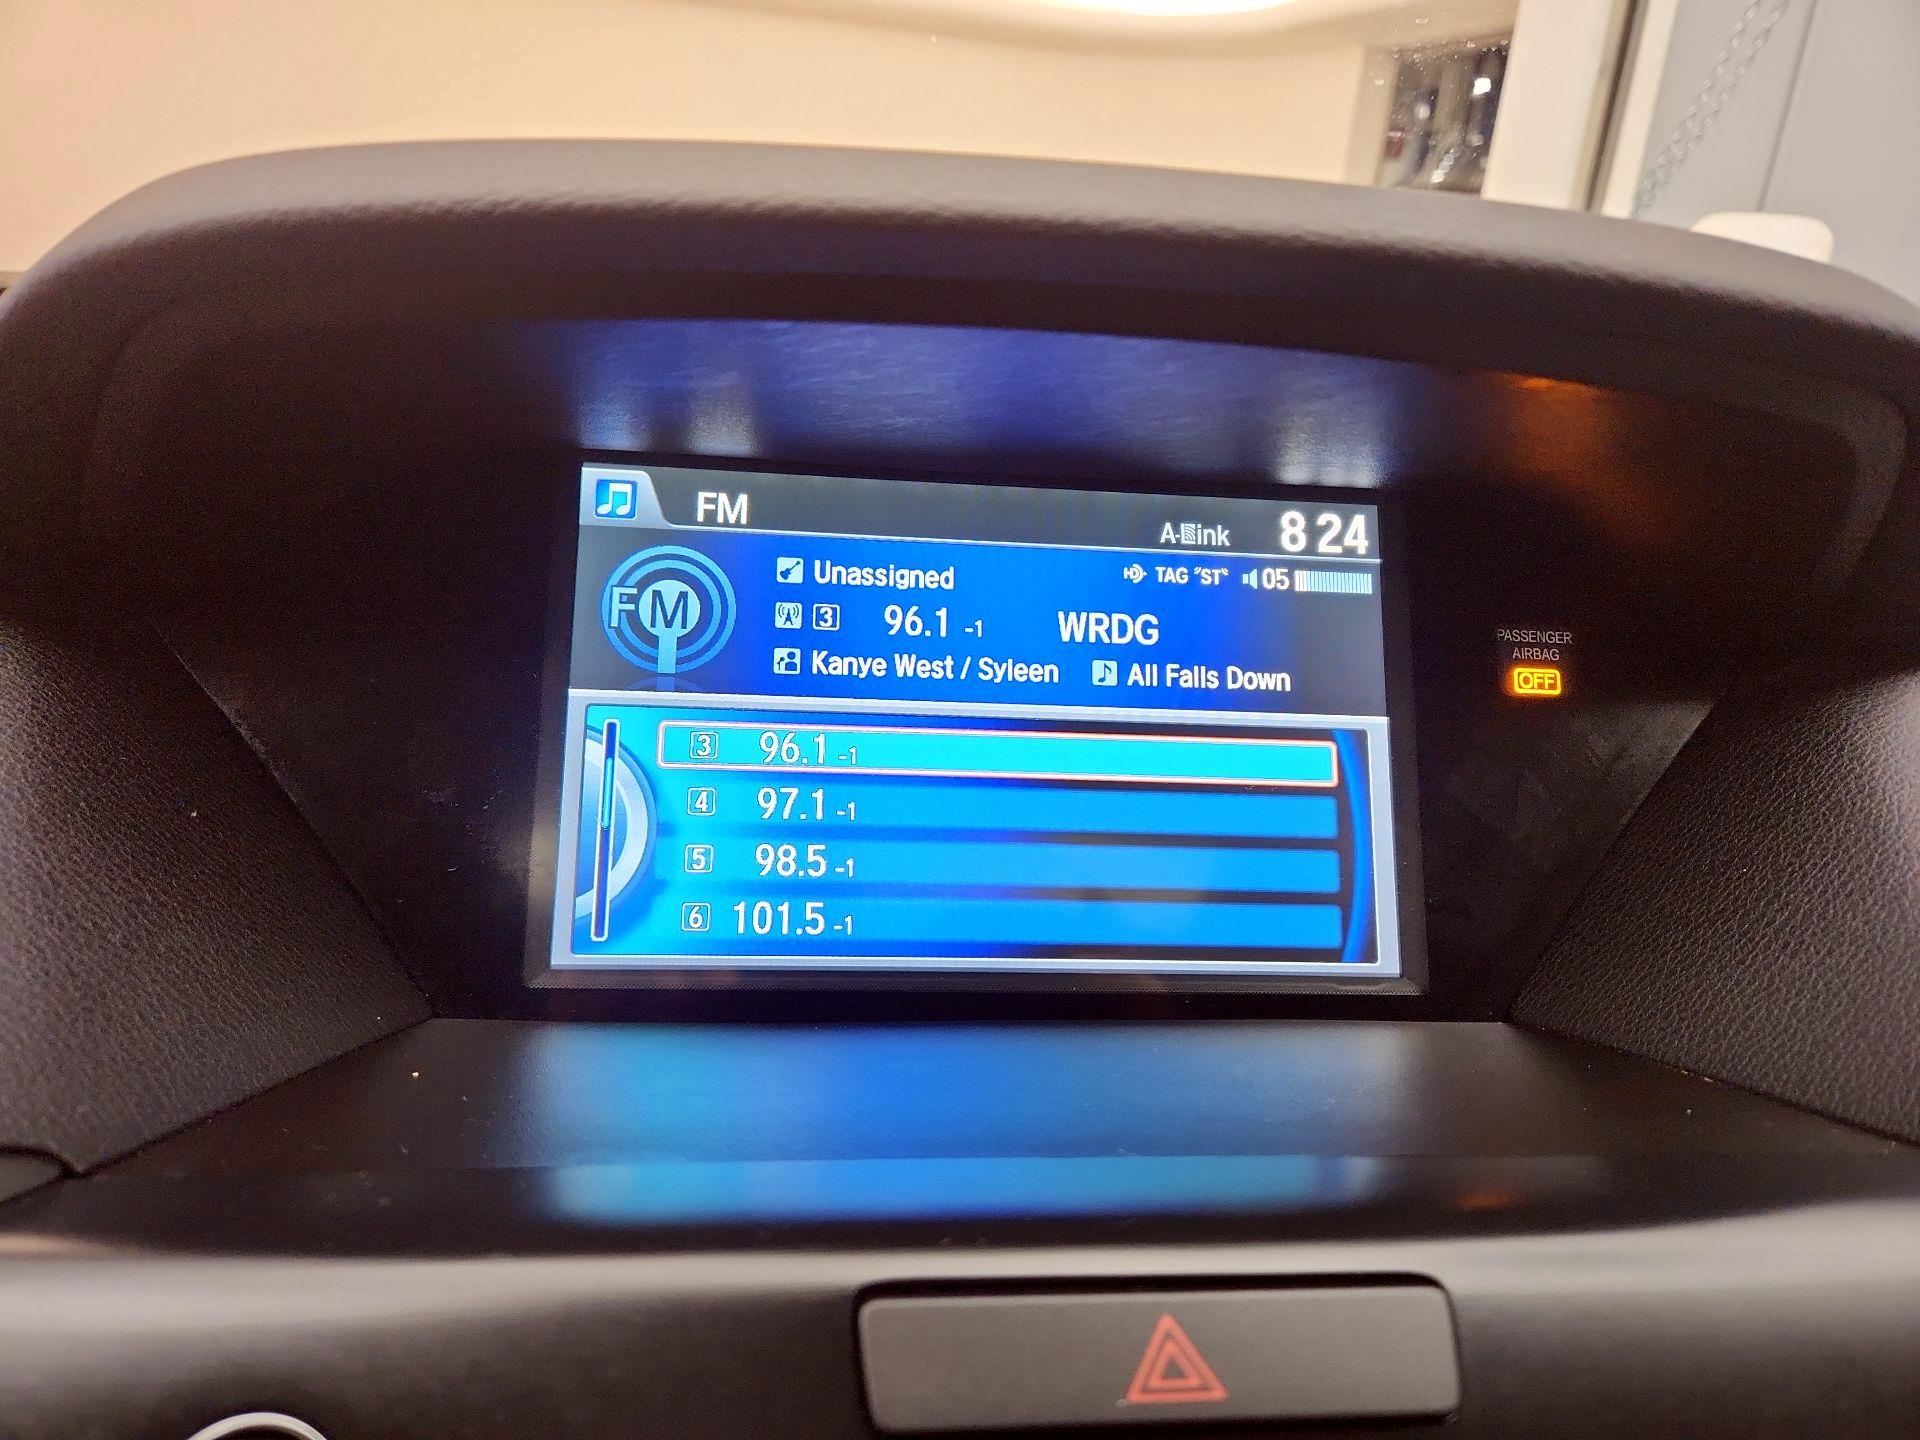 FM
A-Link 8 24
FM
Unassigned HD TAG "ST" 05
3 96.1 -1 WRDG
Kanye West / Syleen All Falls Down
3 96.1 -1
4 97.1 -1
5 98.5 -1
6 101.5 -1
PASSENGER
AIRBAG
OFF